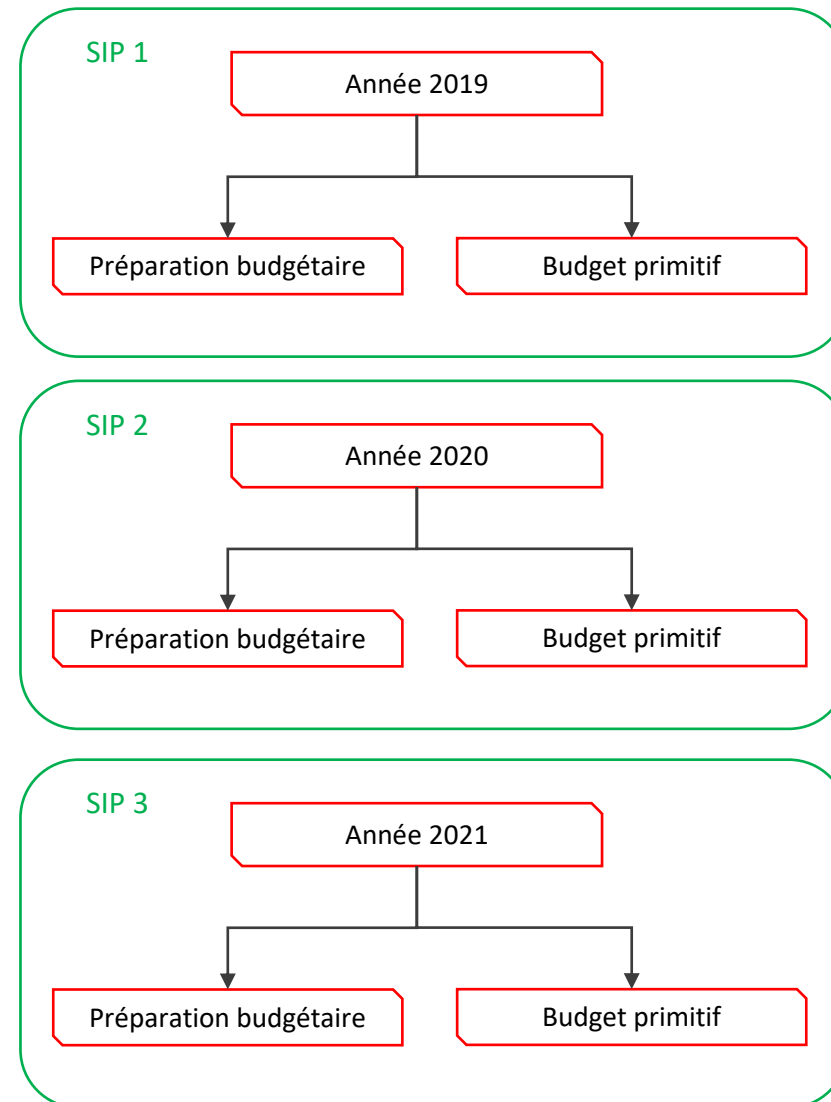 SIP 1
Année 2019
Préparation budgétaire
Budget primitif
SIP 2
Année 2020
Préparation budgétaire
Budget primitif
SIP 3
Année 2021
Préparation budgétaire
Budget primitif